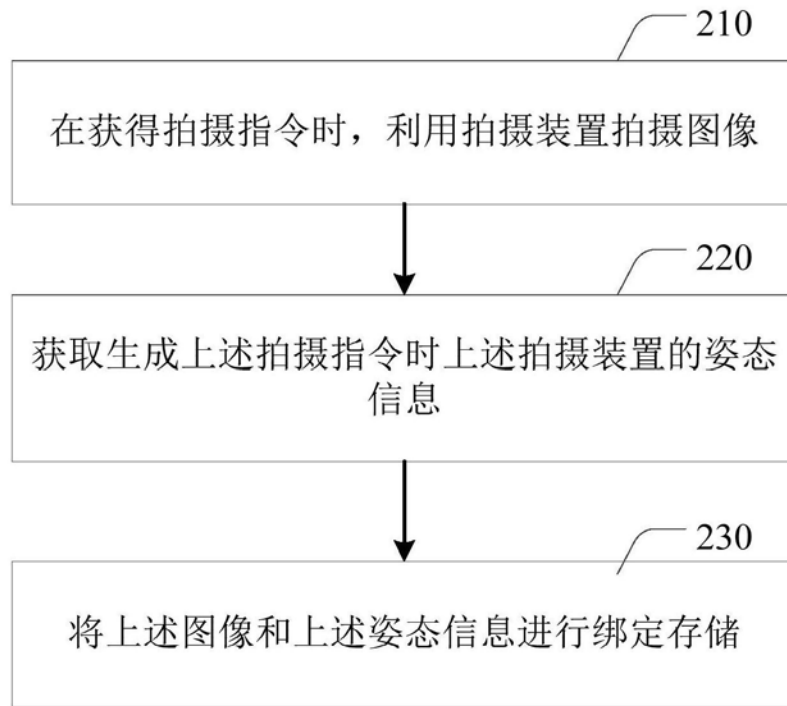 210
在获得拍摄指令时，利用拍摄装置拍摄图像
220
获取生成上述拍摄指令时上述拍摄装置的姿态
信息
230
将上述图像和上述姿态信息进行绑定存储